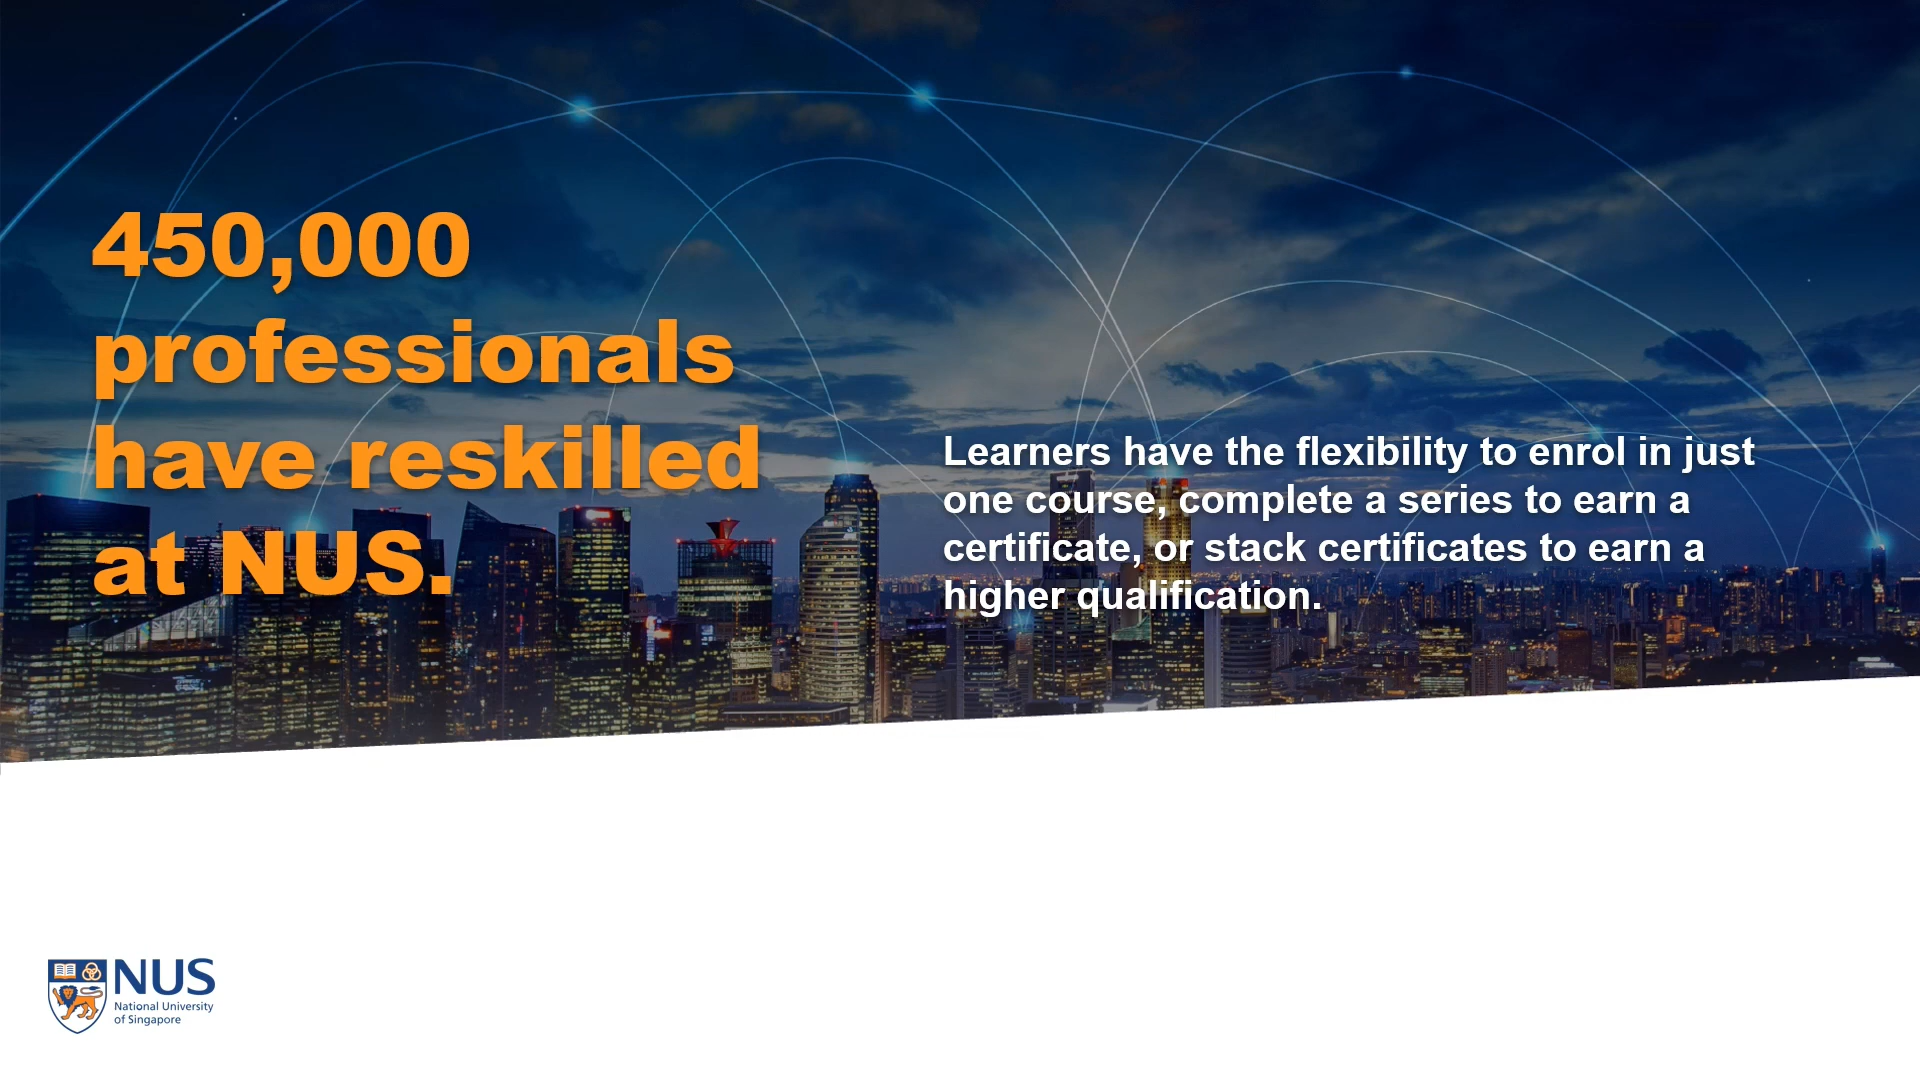 450,000
professionals
have reskilled
at NUS.
Learners have the flexibility to enrol in just
one course, complete a series to earn a
certificate, or stack certificates to earn a
higher qualification.
NUS
National University
of Singapore